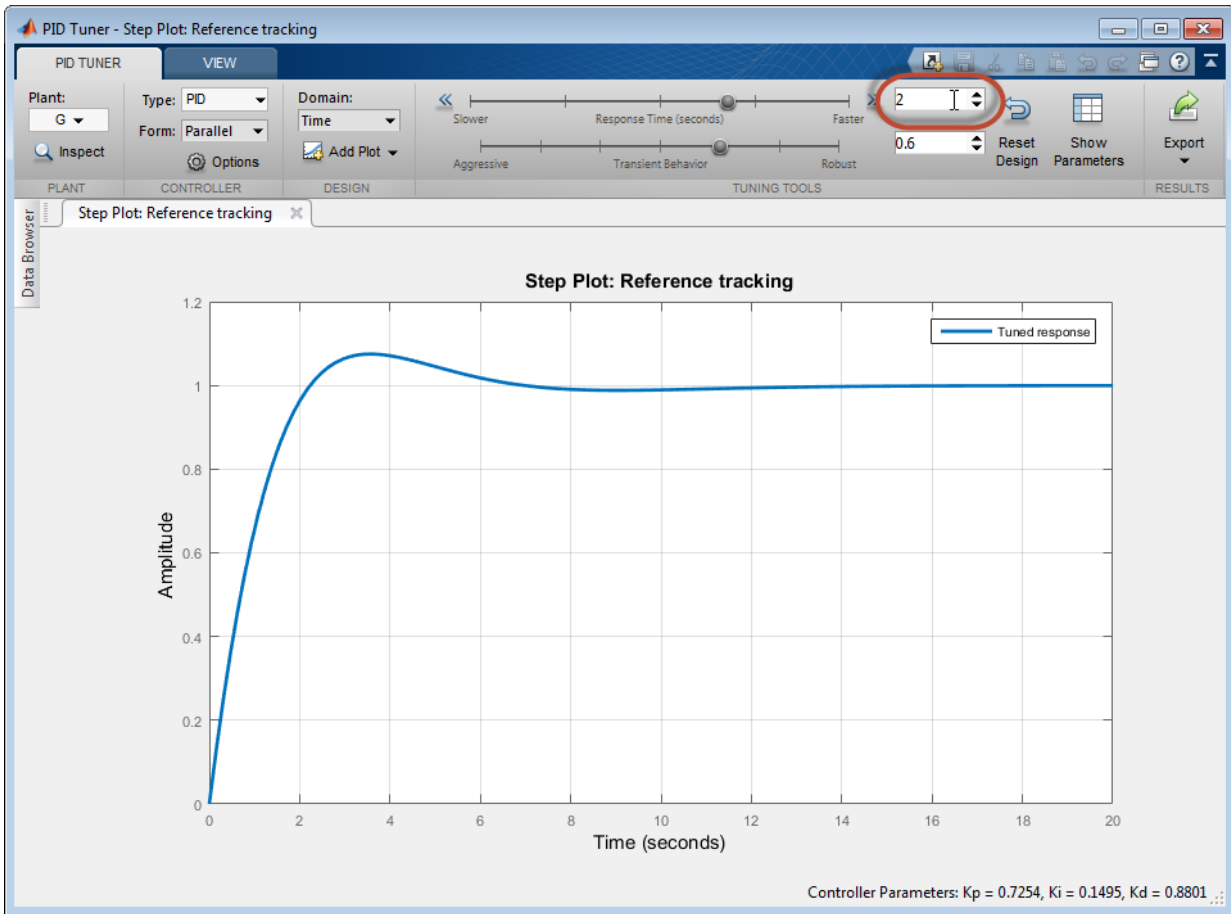 PID Tuner - Step Plot: Reference tracking
PID TUNER
VIEW
Plant:
G
Inspect
PLANT
Type: PID
Form: Parallel
Options
CONTROLLER
Domain:
Time
Add Plot
DESIGN
Slower Response Time (seconds) Faster
2
Aggressive Transient Behavior Robust
0.6
Reset
Design
Show
Parameters
TUNING TOOLS
Export
RESULTS
Data Browser
Step Plot: Reference tracking
Step Plot: Reference tracking
Tuned response
Amplitude
1.2
1
0.8
0.6
0.4
0.2
0
0 2 4 6 8 10 12 14 16 18 20
Time (seconds)
Controller Parameters: Kp = 0.7254, Ki = 0.1495, Kd = 0.8801